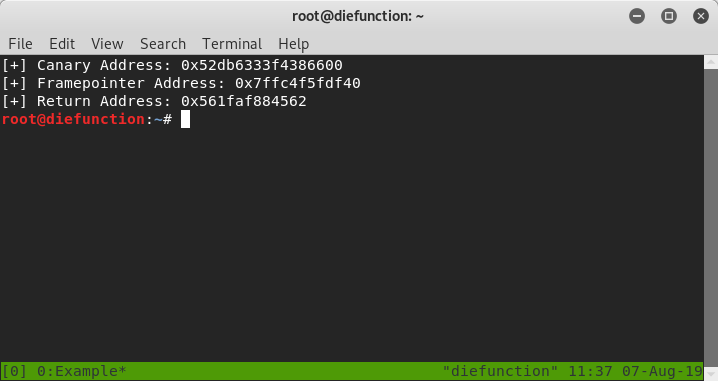 root@diefunction: ~
File Edit View Search Terminal Help
[+] Canary Address: 0x52db6333f4386600
[+] Framepointer Address: 0x7ffc4f5fdf40
[+] Return Address: 0x561faf884562
root@diefunction:~#
[0] 0:Example* "diefunction" 11:37 07-Aug-19